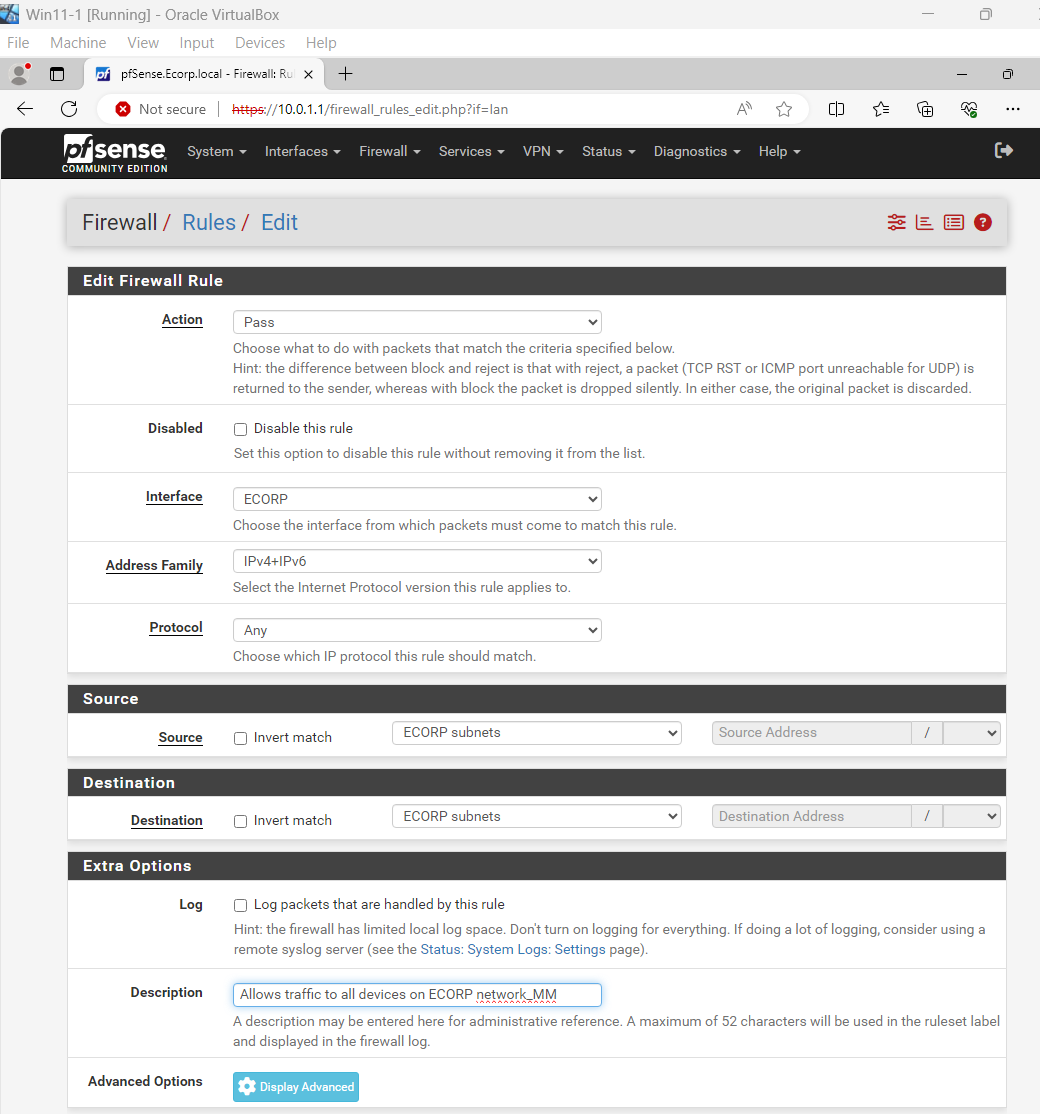 Win11-1 [Running] - Oracle VirtualBox
File Machine View Input Devices Help
pfSense.Ecorp.local - Firewall: Ru
Not secure https://10.0.1.1/firewall_rules_edit.php?if=lan
pfsense
COMMUNITY EDITION
System Interfaces Firewall Services VPN Status Diagnostics Help
Firewall / Rules / Edit
Edit Firewall Rule
Action Pass
Choose what to do with packets that match the criteria specified below.
Hint: the difference between block and reject is that with reject, a packet (TCP RST or ICMP port unreachable for UDP) is
returned to the sender, whereas with block the packet is dropped silently. In either case, the original packet is discarded.
Disabled Disable this rule
Set this option to disable this rule without removing it from the list.
Interface ECORP
Choose the interface from which packets must come to match this rule.
Address Family IPv4+IPv6
Select the Internet Protocol version this rule applies to.
Protocol Any
Choose which IP protocol this rule should match.
Source
Source Invert match ECORP subnets Source Address /
Destination
Destination Invert match ECORP subnets Destination Address /
Extra Options
Log Log packets that are handled by this rule
Hint: the firewall has limited local log space. Don't turn on logging for everything. If doing a lot of logging, consider using a
remote syslog server (see the Status: System Logs: Settings page).
Description Allows traffic to all devices on ECORP network_MM
A description may be entered here for administrative reference. A maximum of 52 characters will be used in the ruleset label
and displayed in the firewall log.
Advanced Options Display Advanced